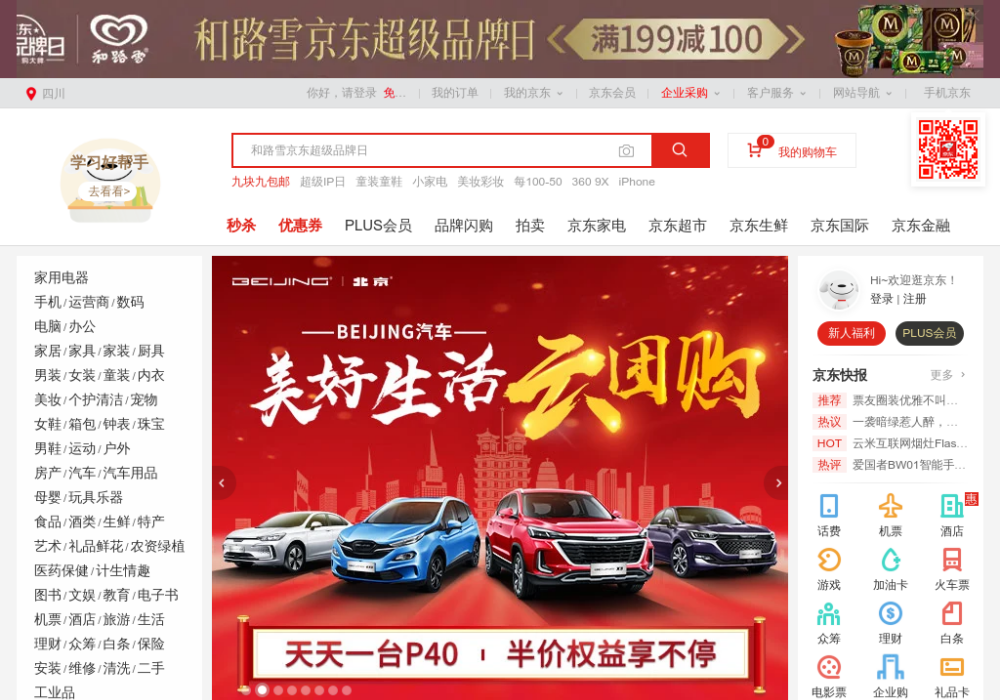 东
品牌日
和路雪
和路雪京东超级品牌日
满199减100
四川
你好，请登录 免...
我的订单
我的京东
京东会员
企业采购
客户服务
网站导航
手机京东
学习好帮手
去看看>
和路雪京东超级品牌日
0
我的购物车
九块九包邮 超级IP日 童装童鞋 小家电 美妆彩妆 每100-50 360 9X iPhone
秒杀 优惠券 PLUS会员 品牌闪购 拍卖 京东家电 京东超市 京东生鲜 京东国际 京东金融
家用电器
手机/运营商/数码
电脑/办公
家居/家具/家装/厨具
男装/女装/童装/内衣
美妆/个护清洁/宠物
女鞋/箱包/钟表/珠宝
男鞋/运动/户外
房产/汽车/汽车用品
母婴/玩具乐器
食品/酒类/生鲜/特产
艺术/礼品鲜花/农资绿植
医药保健/计生情趣
图书/文娱/教育/电子书
机票/酒店/旅游/生活
理财/众筹/白条/保险
安装/维修/清洗/二手
工业品
BEIJING® | 北京®
BEIJING汽车
美好生活云团购
天天一台P40 半价权益享不停
Hi~欢迎逛京东！
登录 | 注册
新人福利 PLUS会员
京东快报 更多
推荐 票友圈装优雅不叫...
热议 一袭暗绿惹人醉，...
HOT 云米互联网烟灶Flas...
热评 爱国者BW01智能手...
惠
话费 机票 酒店
游戏 加油卡 火车票
众筹 理财 白条
电影票 企业购 礼品卡